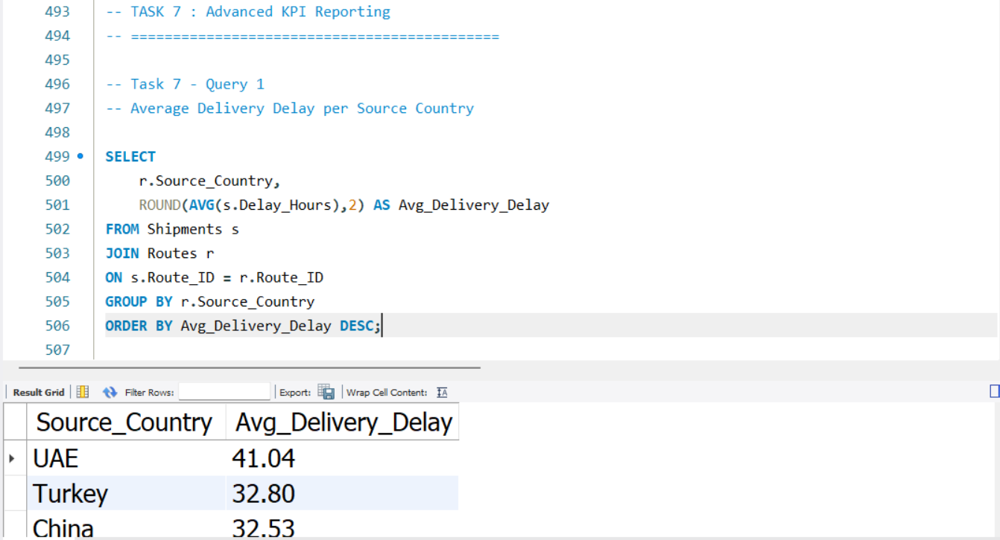 493 -- TASK 7 : Advanced KPI Reporting
494 -- ============================================
495
496 -- Task 7 - Query 1
497 -- Average Delivery Delay per Source Country
498
499 SELECT
500 r.Source_Country,
501 ROUND(AVG(s.Delay_Hours),2) AS Avg_Delivery_Delay
502 FROM Shipments s
503 JOIN Routes r
504 ON s.Route_ID = r.Route_ID
505 GROUP BY r.Source_Country
506 ORDER BY Avg_Delivery_Delay DESC;
507
Result Grid Filter Rows: Export: Wrap Cell Content: IA
Source_Country Avg_Delivery_Delay
UAE 41.04
Turkey 32.80
China 32.53